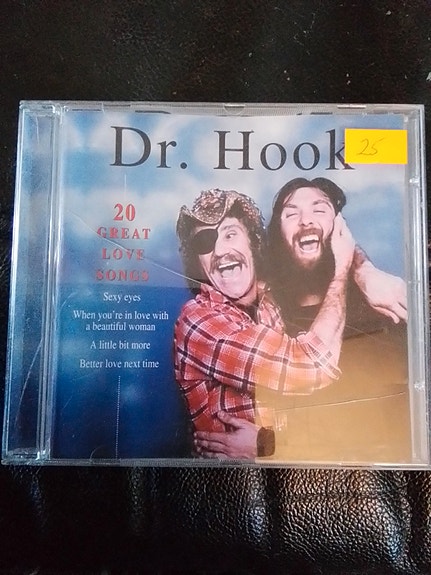 Dr. Hook
25
20
GREAT
LOVE
SONGS
Sexy eyes
When you're in love with
a beautiful woman
A little bit more
Better love next time